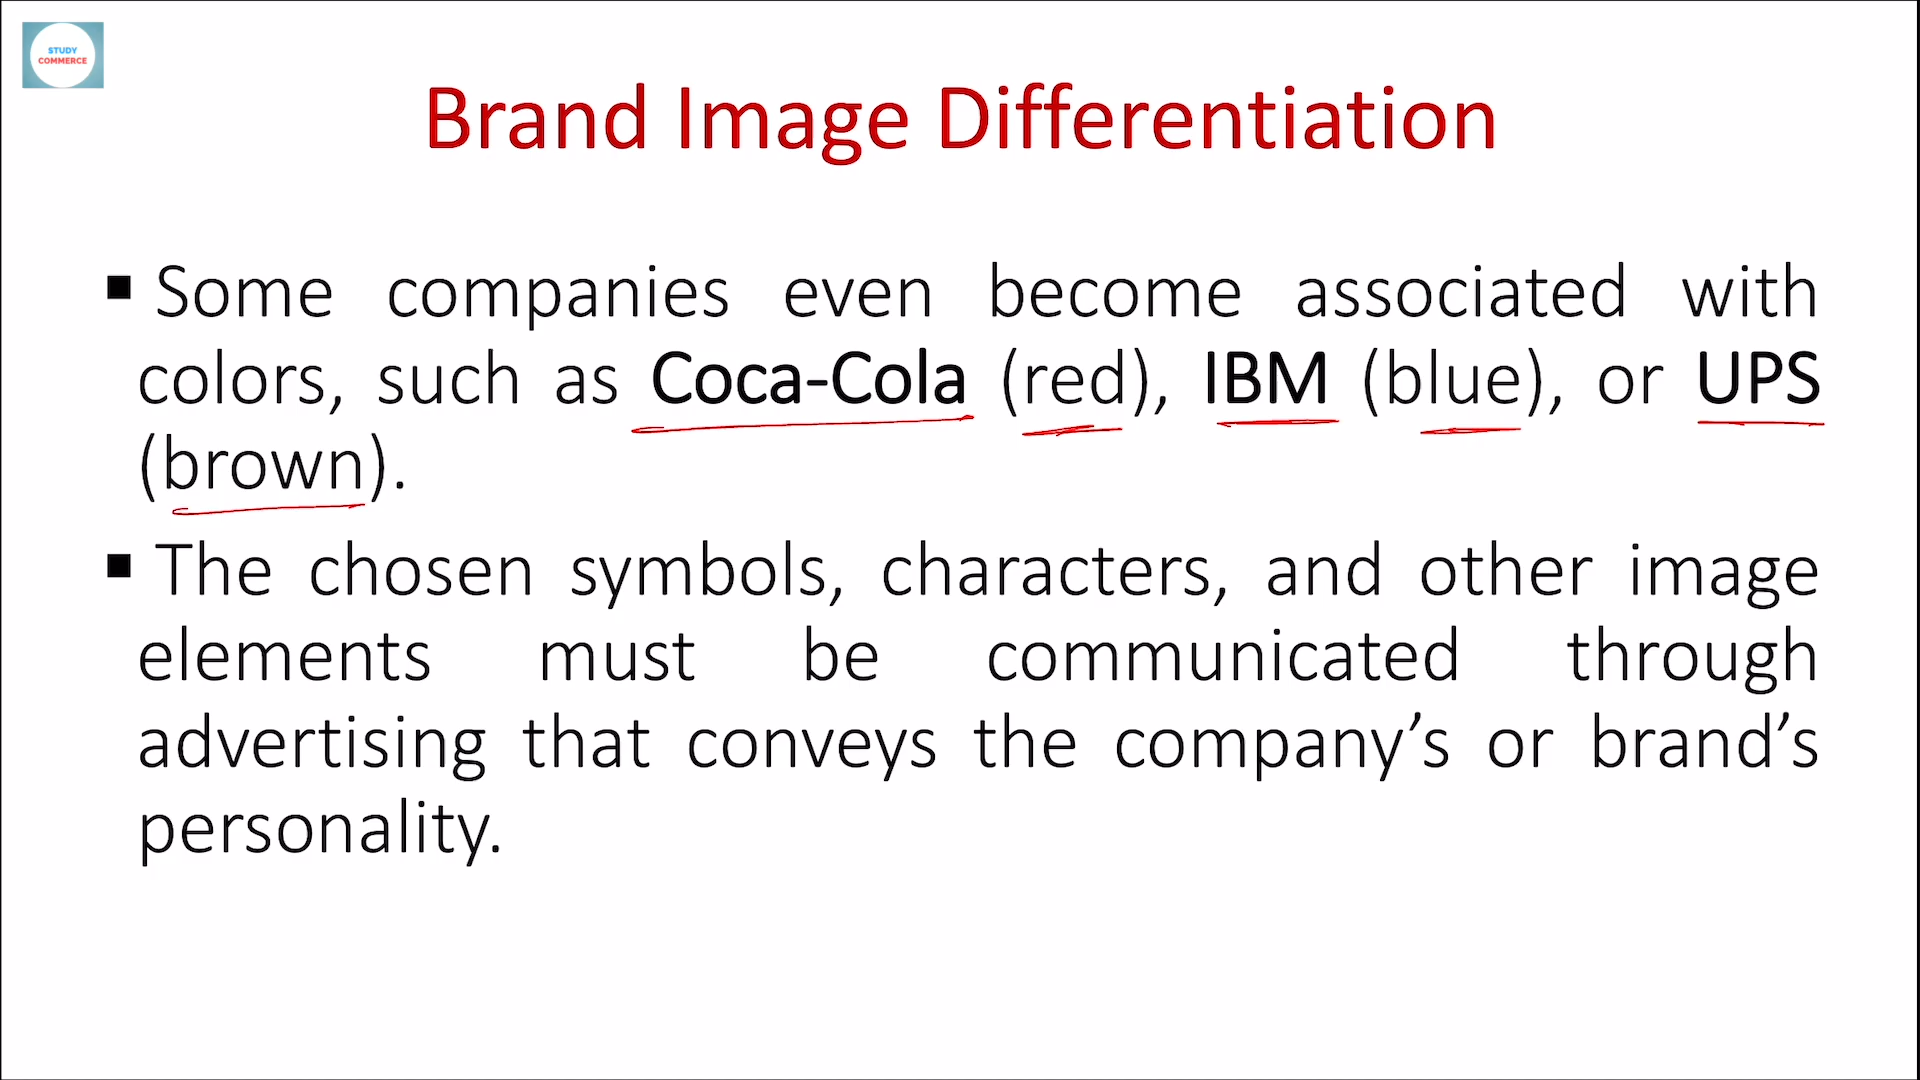 STUDY
COMMERCE
Brand Image Differentiation
▪ Some companies even become associated with
colors, such as Coca-Cola (red), IBM (blue), or UPS
(brown).
▪ The chosen symbols, characters, and other image
elements must be communicated through
advertising that conveys the company’s or brand’s
personality.